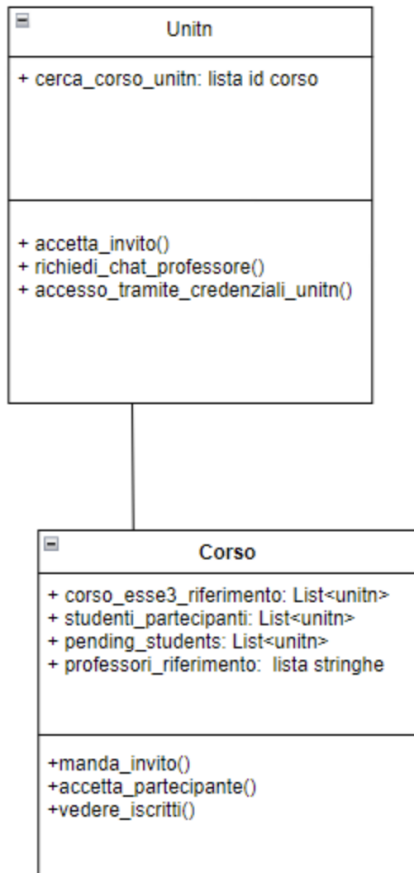 Unitn
+ cerca_corso_unitn: lista id corso
+ accetta_invito()
+ richiedi_chat_professore()
+ accesso_tramite_credenziali_unitn()
Corso
+ corso_esse3_riferimento: List<unitn>
+ studenti_partecipanti: List<unitn>
+ pending_students: List<unitn>
+ professori_riferimento:  lista stringhe
+manda_invito()
+accetta_partecipante()
+vedere_iscritti()